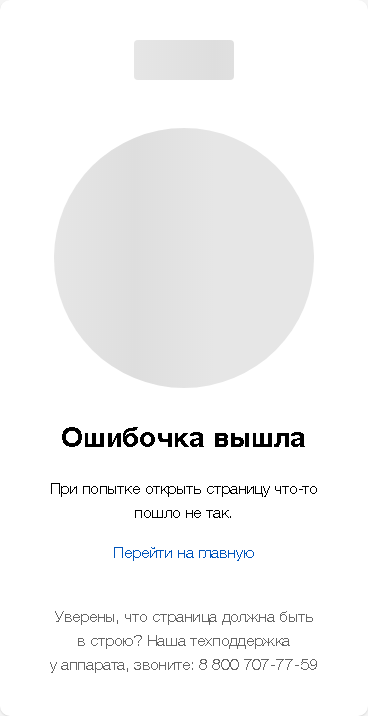 Ошибочка вышла
При попытке открыть страницу что-то
пошло не так.
Перейти на главную
Уверены, что страница должна быть
в строю? Наша техподдержка
у аппарата, звоните: 8 800 707-77-59